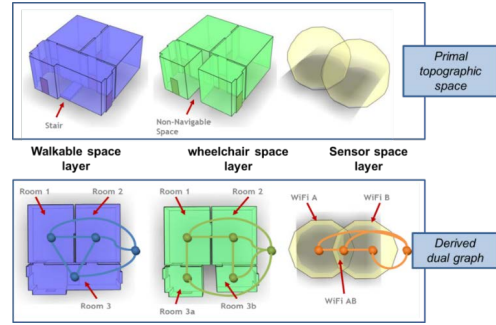 Primal
topographic
space
Stair
Non-Navigable
Space
Walkable space
layer
wheelchair space
layer
Sensor space
layer
Room 1
Room 2
Room 1
Room 2
WiFi A
WiFi B
Derived
dual graph
Room 3
Room 3a
Room 3b
WiFi AB